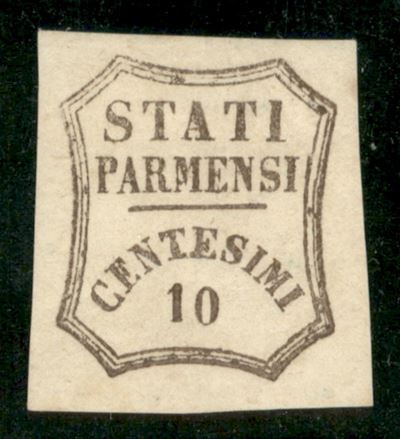 STATI
PARMENSI
CENTESIMI
10